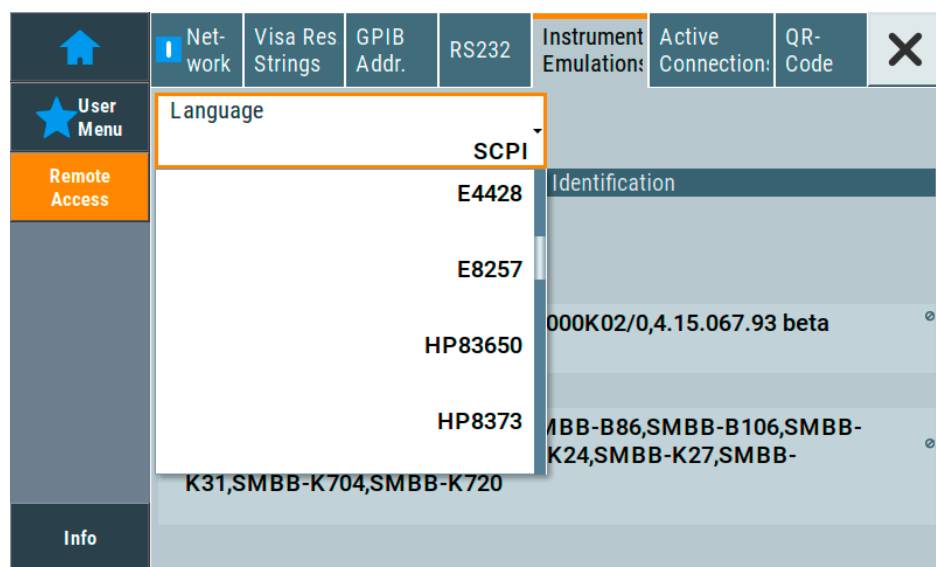 Net-
work
Visa Res
Strings
GPIB
Addr.
RS232
Instrument
Emulations
Active
Connections
QR-
Code
User
Menu
Remote
Access
Info
Language
SCPI
E4428
E8257
HP83650
HP8373
Identification
000K02/0,4.15.067.93 beta
MBB-B86,SMBB-B106,SMBB-
K24,SMBB-K27,SMBB-
K31,SMBB-K704,SMBB-K720